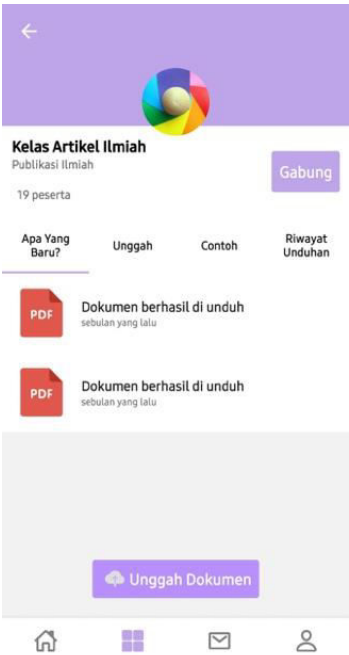 Kelas Artikel Ilmiah
Publikasi Ilmiah
Gabung
19 peserta
Apa Yang
Baru?
Unggah
Contoh
Riwayat
Unduhan
PDF
Dokumen berhasil di unduh
sebulan yang lalu
PDF
Dokumen berhasil di unduh
sebulan yang lalu
Unggah Dokumen